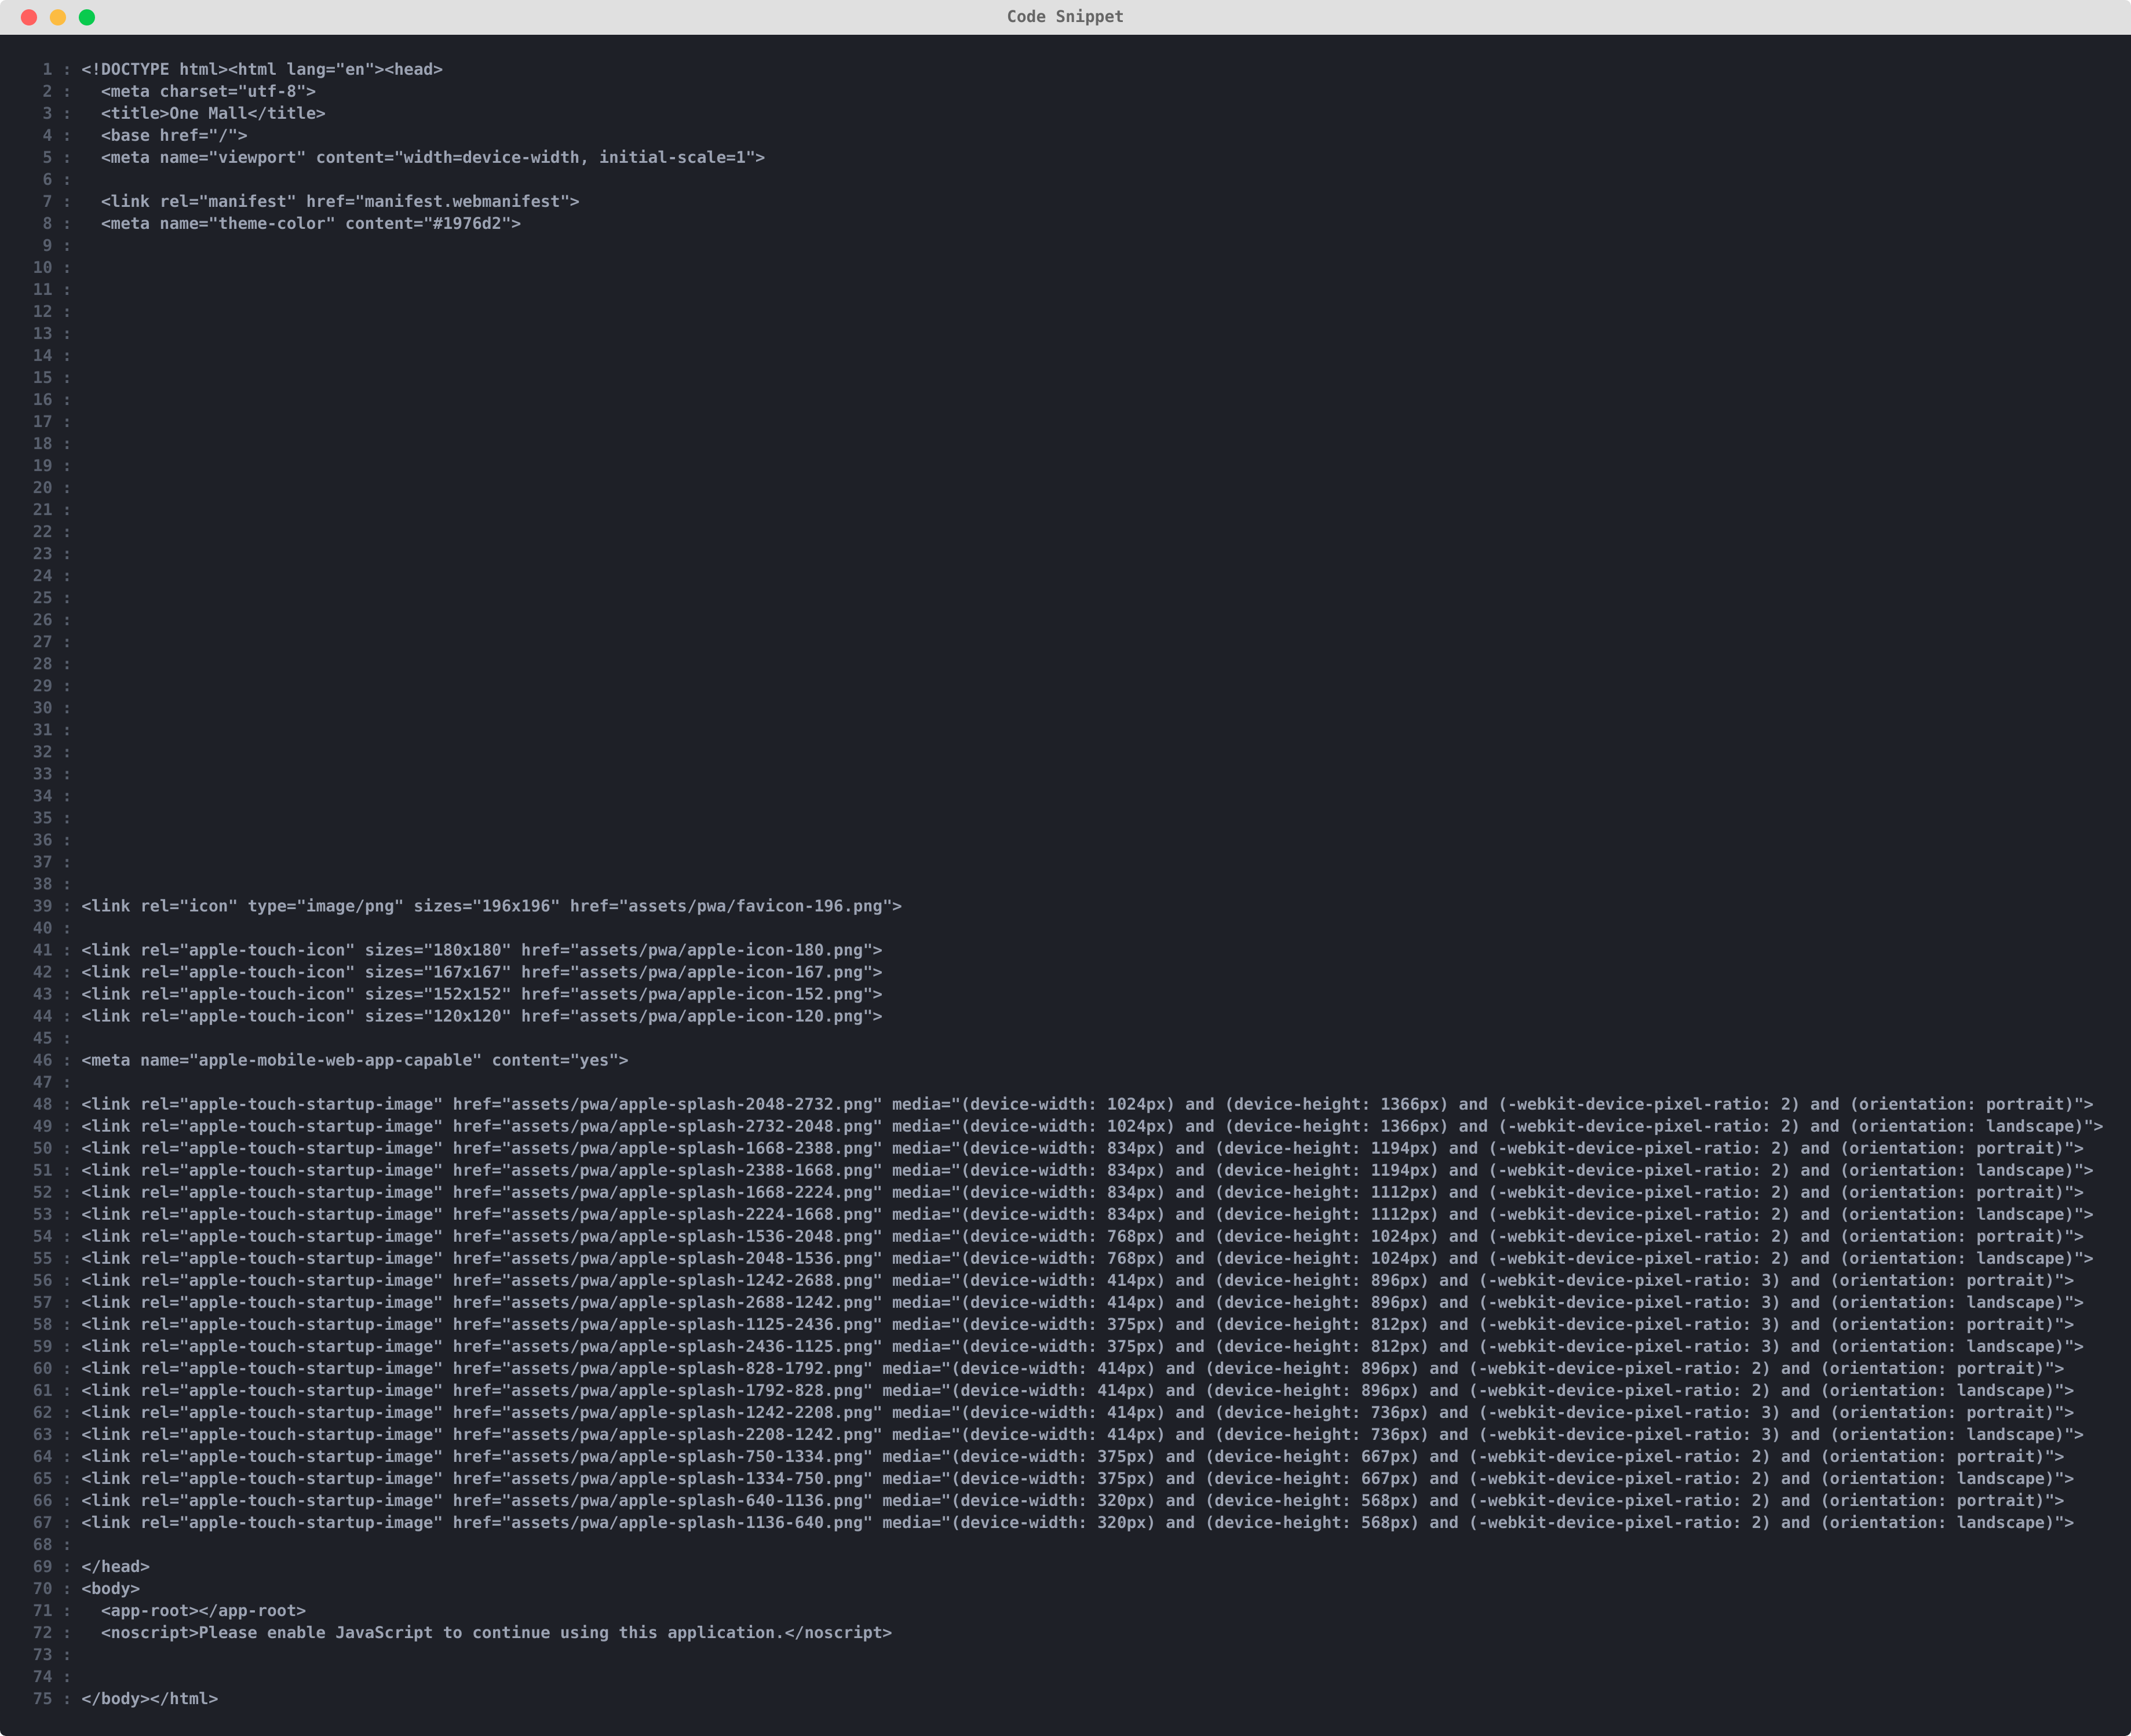 Code Snippet
1 : <!DOCTYPE html><html lang="en"><head>
2 :   <meta charset="utf-8">
3 :   <title>One Mall</title>
4 :   <base href="/">
5 :   <meta name="viewport" content="width=device-width, initial-scale=1">
6 :
7 :   <link rel="manifest" href="manifest.webmanifest">
8 :   <meta name="theme-color" content="#1976d2">
9 :
10 :
11 :
12 :
13 :
14 :
15 :
16 :
17 :
18 :
19 :
20 :
21 :
22 :
23 :
24 :
25 :
26 :
27 :
28 :
29 :
30 :
31 :
32 :
33 :
34 :
35 :
36 :
37 :
38 :
39 : <link rel="icon" type="image/png" sizes="196x196" href="assets/pwa/favicon-196.png">
40 :
41 : <link rel="apple-touch-icon" sizes="180x180" href="assets/pwa/apple-icon-180.png">
42 : <link rel="apple-touch-icon" sizes="167x167" href="assets/pwa/apple-icon-167.png">
43 : <link rel="apple-touch-icon" sizes="152x152" href="assets/pwa/apple-icon-152.png">
44 : <link rel="apple-touch-icon" sizes="120x120" href="assets/pwa/apple-icon-120.png">
45 :
46 : <meta name="apple-mobile-web-app-capable" content="yes">
47 :
48 : <link rel="apple-touch-startup-image" href="assets/pwa/apple-splash-2048-2732.png" media="(device-width: 1024px) and (device-height: 1366px) and (-webkit-device-pixel-ratio: 2) and (orientation: portrait)">
49 : <link rel="apple-touch-startup-image" href="assets/pwa/apple-splash-2732-2048.png" media="(device-width: 1024px) and (device-height: 1366px) and (-webkit-device-pixel-ratio: 2) and (orientation: landscape)">
50 : <link rel="apple-touch-startup-image" href="assets/pwa/apple-splash-1668-2388.png" media="(device-width: 834px) and (device-height: 1194px) and (-webkit-device-pixel-ratio: 2) and (orientation: portrait)">
51 : <link rel="apple-touch-startup-image" href="assets/pwa/apple-splash-2388-1668.png" media="(device-width: 834px) and (device-height: 1194px) and (-webkit-device-pixel-ratio: 2) and (orientation: landscape)">
52 : <link rel="apple-touch-startup-image" href="assets/pwa/apple-splash-1668-2224.png" media="(device-width: 834px) and (device-height: 1112px) and (-webkit-device-pixel-ratio: 2) and (orientation: portrait)">
53 : <link rel="apple-touch-startup-image" href="assets/pwa/apple-splash-2224-1668.png" media="(device-width: 834px) and (device-height: 1112px) and (-webkit-device-pixel-ratio: 2) and (orientation: landscape)">
54 : <link rel="apple-touch-startup-image" href="assets/pwa/apple-splash-1536-2048.png" media="(device-width: 768px) and (device-height: 1024px) and (-webkit-device-pixel-ratio: 2) and (orientation: portrait)">
55 : <link rel="apple-touch-startup-image" href="assets/pwa/apple-splash-2048-1536.png" media="(device-width: 768px) and (device-height: 1024px) and (-webkit-device-pixel-ratio: 2) and (orientation: landscape)">
56 : <link rel="apple-touch-startup-image" href="assets/pwa/apple-splash-1242-2688.png" media="(device-width: 414px) and (device-height: 896px) and (-webkit-device-pixel-ratio: 3) and (orientation: portrait)">
57 : <link rel="apple-touch-startup-image" href="assets/pwa/apple-splash-2688-1242.png" media="(device-width: 414px) and (device-height: 896px) and (-webkit-device-pixel-ratio: 3) and (orientation: landscape)">
58 : <link rel="apple-touch-startup-image" href="assets/pwa/apple-splash-1125-2436.png" media="(device-width: 375px) and (device-height: 812px) and (-webkit-device-pixel-ratio: 3) and (orientation: portrait)">
59 : <link rel="apple-touch-startup-image" href="assets/pwa/apple-splash-2436-1125.png" media="(device-width: 375px) and (device-height: 812px) and (-webkit-device-pixel-ratio: 3) and (orientation: landscape)">
60 : <link rel="apple-touch-startup-image" href="assets/pwa/apple-splash-828-1792.png" media="(device-width: 414px) and (device-height: 896px) and (-webkit-device-pixel-ratio: 2) and (orientation: portrait)">
61 : <link rel="apple-touch-startup-image" href="assets/pwa/apple-splash-1792-828.png" media="(device-width: 414px) and (device-height: 896px) and (-webkit-device-pixel-ratio: 2) and (orientation: landscape)">
62 : <link rel="apple-touch-startup-image" href="assets/pwa/apple-splash-1242-2208.png" media="(device-width: 414px) and (device-height: 736px) and (-webkit-device-pixel-ratio: 3) and (orientation: portrait)">
63 : <link rel="apple-touch-startup-image" href="assets/pwa/apple-splash-2208-1242.png" media="(device-width: 414px) and (device-height: 736px) and (-webkit-device-pixel-ratio: 3) and (orientation: landscape)">
64 : <link rel="apple-touch-startup-image" href="assets/pwa/apple-splash-750-1334.png" media="(device-width: 375px) and (device-height: 667px) and (-webkit-device-pixel-ratio: 2) and (orientation: portrait)">
65 : <link rel="apple-touch-startup-image" href="assets/pwa/apple-splash-1334-750.png" media="(device-width: 375px) and (device-height: 667px) and (-webkit-device-pixel-ratio: 2) and (orientation: landscape)">
66 : <link rel="apple-touch-startup-image" href="assets/pwa/apple-splash-640-1136.png" media="(device-width: 320px) and (device-height: 568px) and (-webkit-device-pixel-ratio: 2) and (orientation: portrait)">
67 : <link rel="apple-touch-startup-image" href="assets/pwa/apple-splash-1136-640.png" media="(device-width: 320px) and (device-height: 568px) and (-webkit-device-pixel-ratio: 2) and (orientation: landscape)">
68 :
69 : </head>
70 : <body>
71 :   <app-root></app-root>
72 :   <noscript>Please enable JavaScript to continue using this application.</noscript>
73 :
74 :
75 : </body></html>